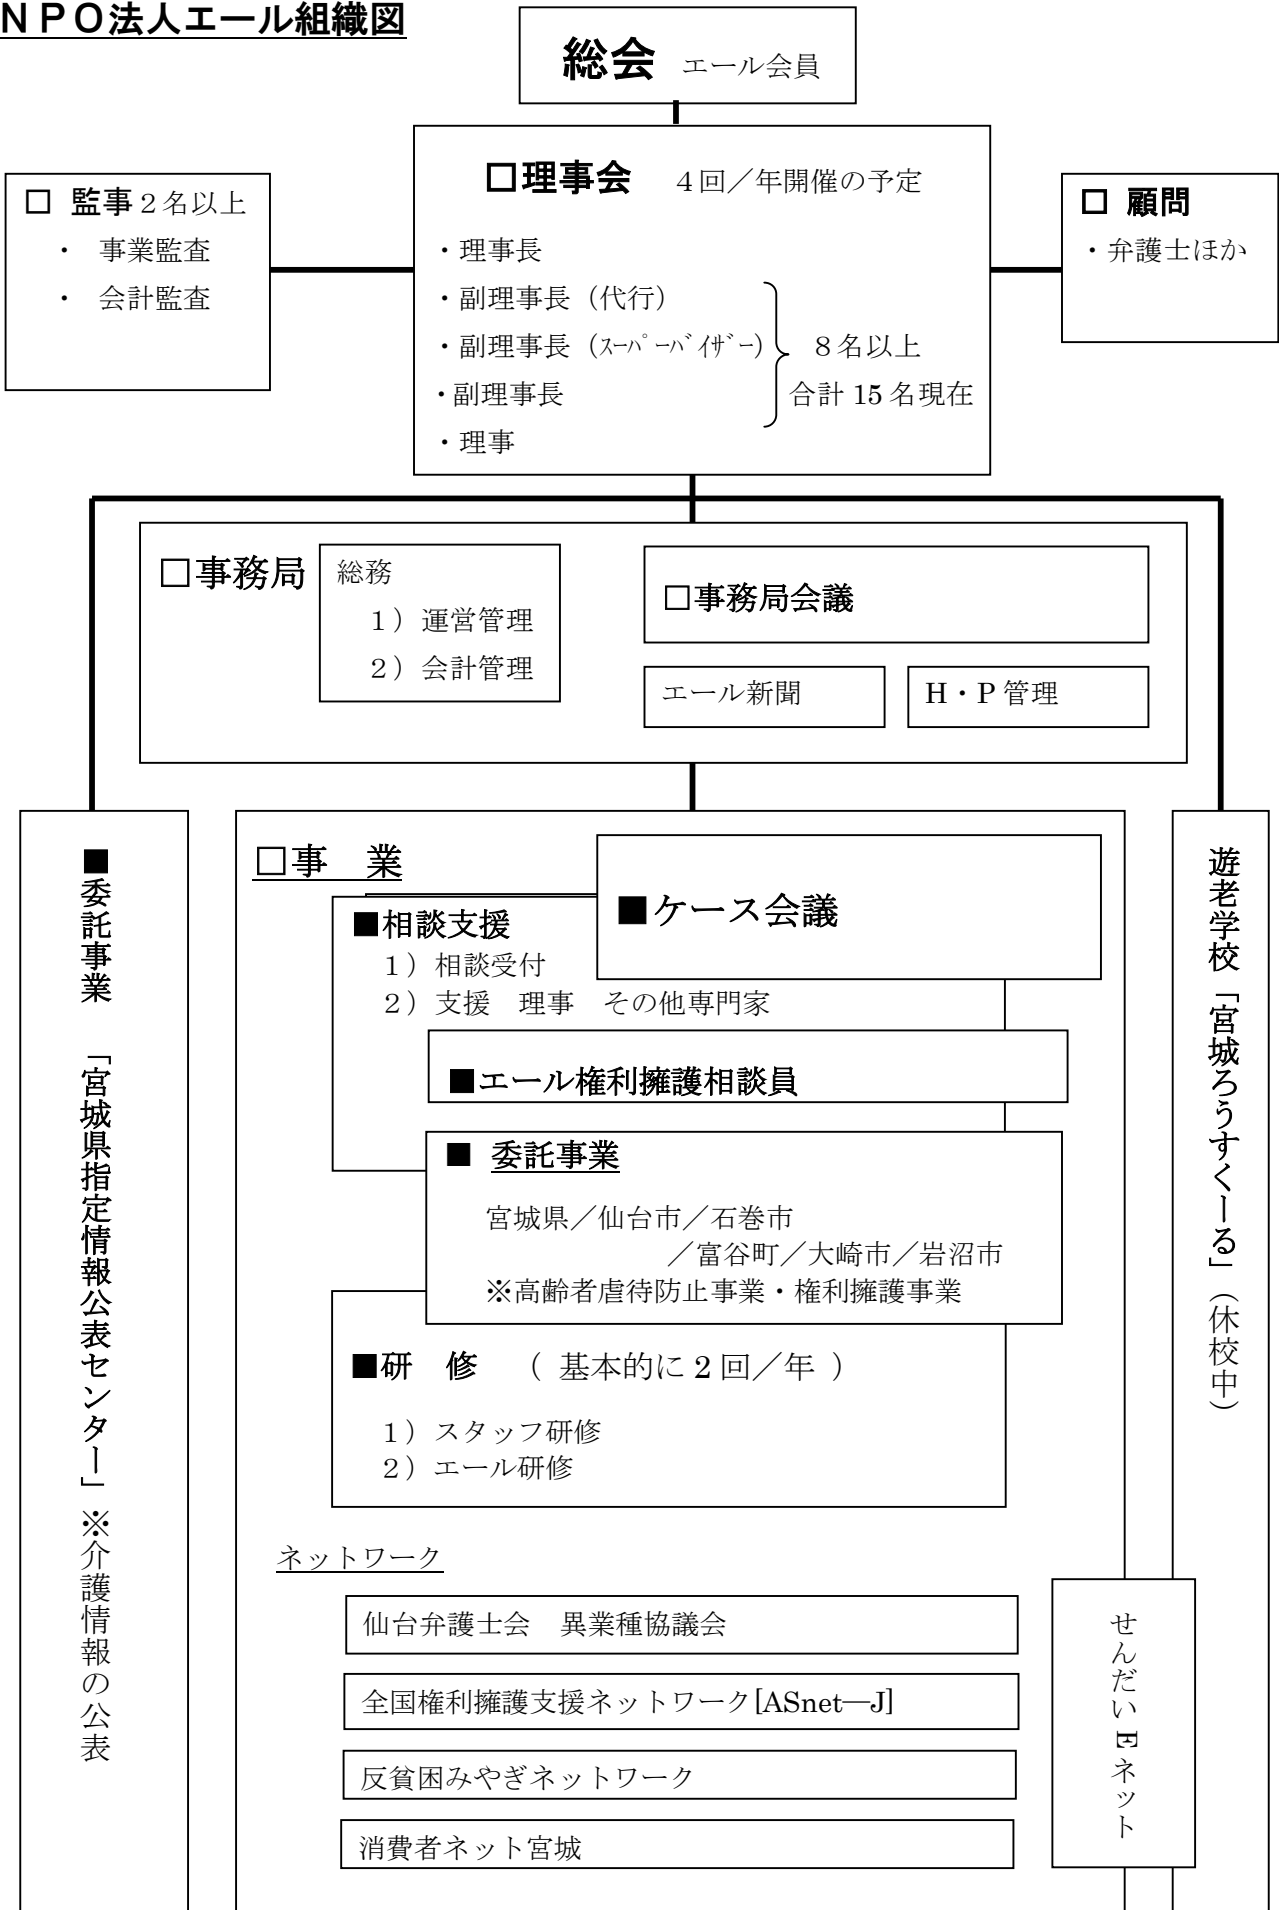 ＮＰＯ法人エール組織図
総会 エール会員
□理事会 ４回／年開催の予定
・理事長
・副理事長（代行）
・副理事長（ｽｰﾊﾟｰﾊﾞｲｻﾞｰ） ８名以上
・副理事長 合計 15 名現在
・理事
□ 監事２名以上
・ 事業監査
・ 会計監査
□ 顧問
・弁護士ほか
□事務局
総務
１）運営管理
２）会計管理
□事務局会議
エール新聞
H・P 管理
■委託事業 「宮城県指定情報公表センター」※介護情報の公表
□事 業
■ケース会議
■相談支援
１）相談受付
２）支援 理事 その他専門家
■エール権利擁護相談員
■ 委託事業
宮城県／仙台市／石巻市
／富谷町／大崎市／岩沼市
※高齢者虐待防止事業・権利擁護事業
■研 修 （ 基本的に 2 回／年 ）
１）スタッフ研修
２）エール研修
ネットワーク
仙台弁護士会 異業種協議会
全国権利擁護支援ネットワーク[ASnet―J]
反貧困みやぎネットワーク
消費者ネット宮城
せんだい E ネット
遊老学校「宮城ろうすくーる」（休校中）